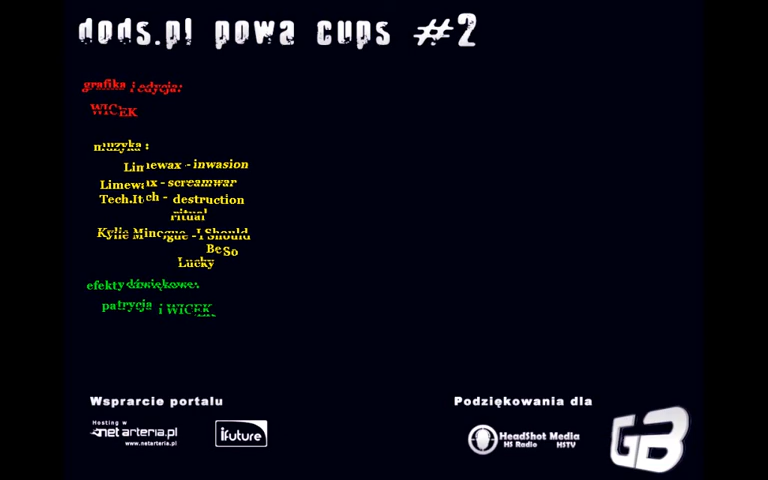 dods.pl powa cups #2
grafika i edycja:
WICEK
muzyka :
Limewax - inwasion
Limewax - screamwar
Tech.Itch - destruction
ritual
Kylie Minogue - I Should
Be So
Lucky
efekty dźwiękowe:
patrycja i WICEK
Wsparcie portalu
Podziękowania dla
Hosting w
netarteria.pl
www.netarteria.pl
ifuture
HeadShot Media
HS Radio HSTV
GB